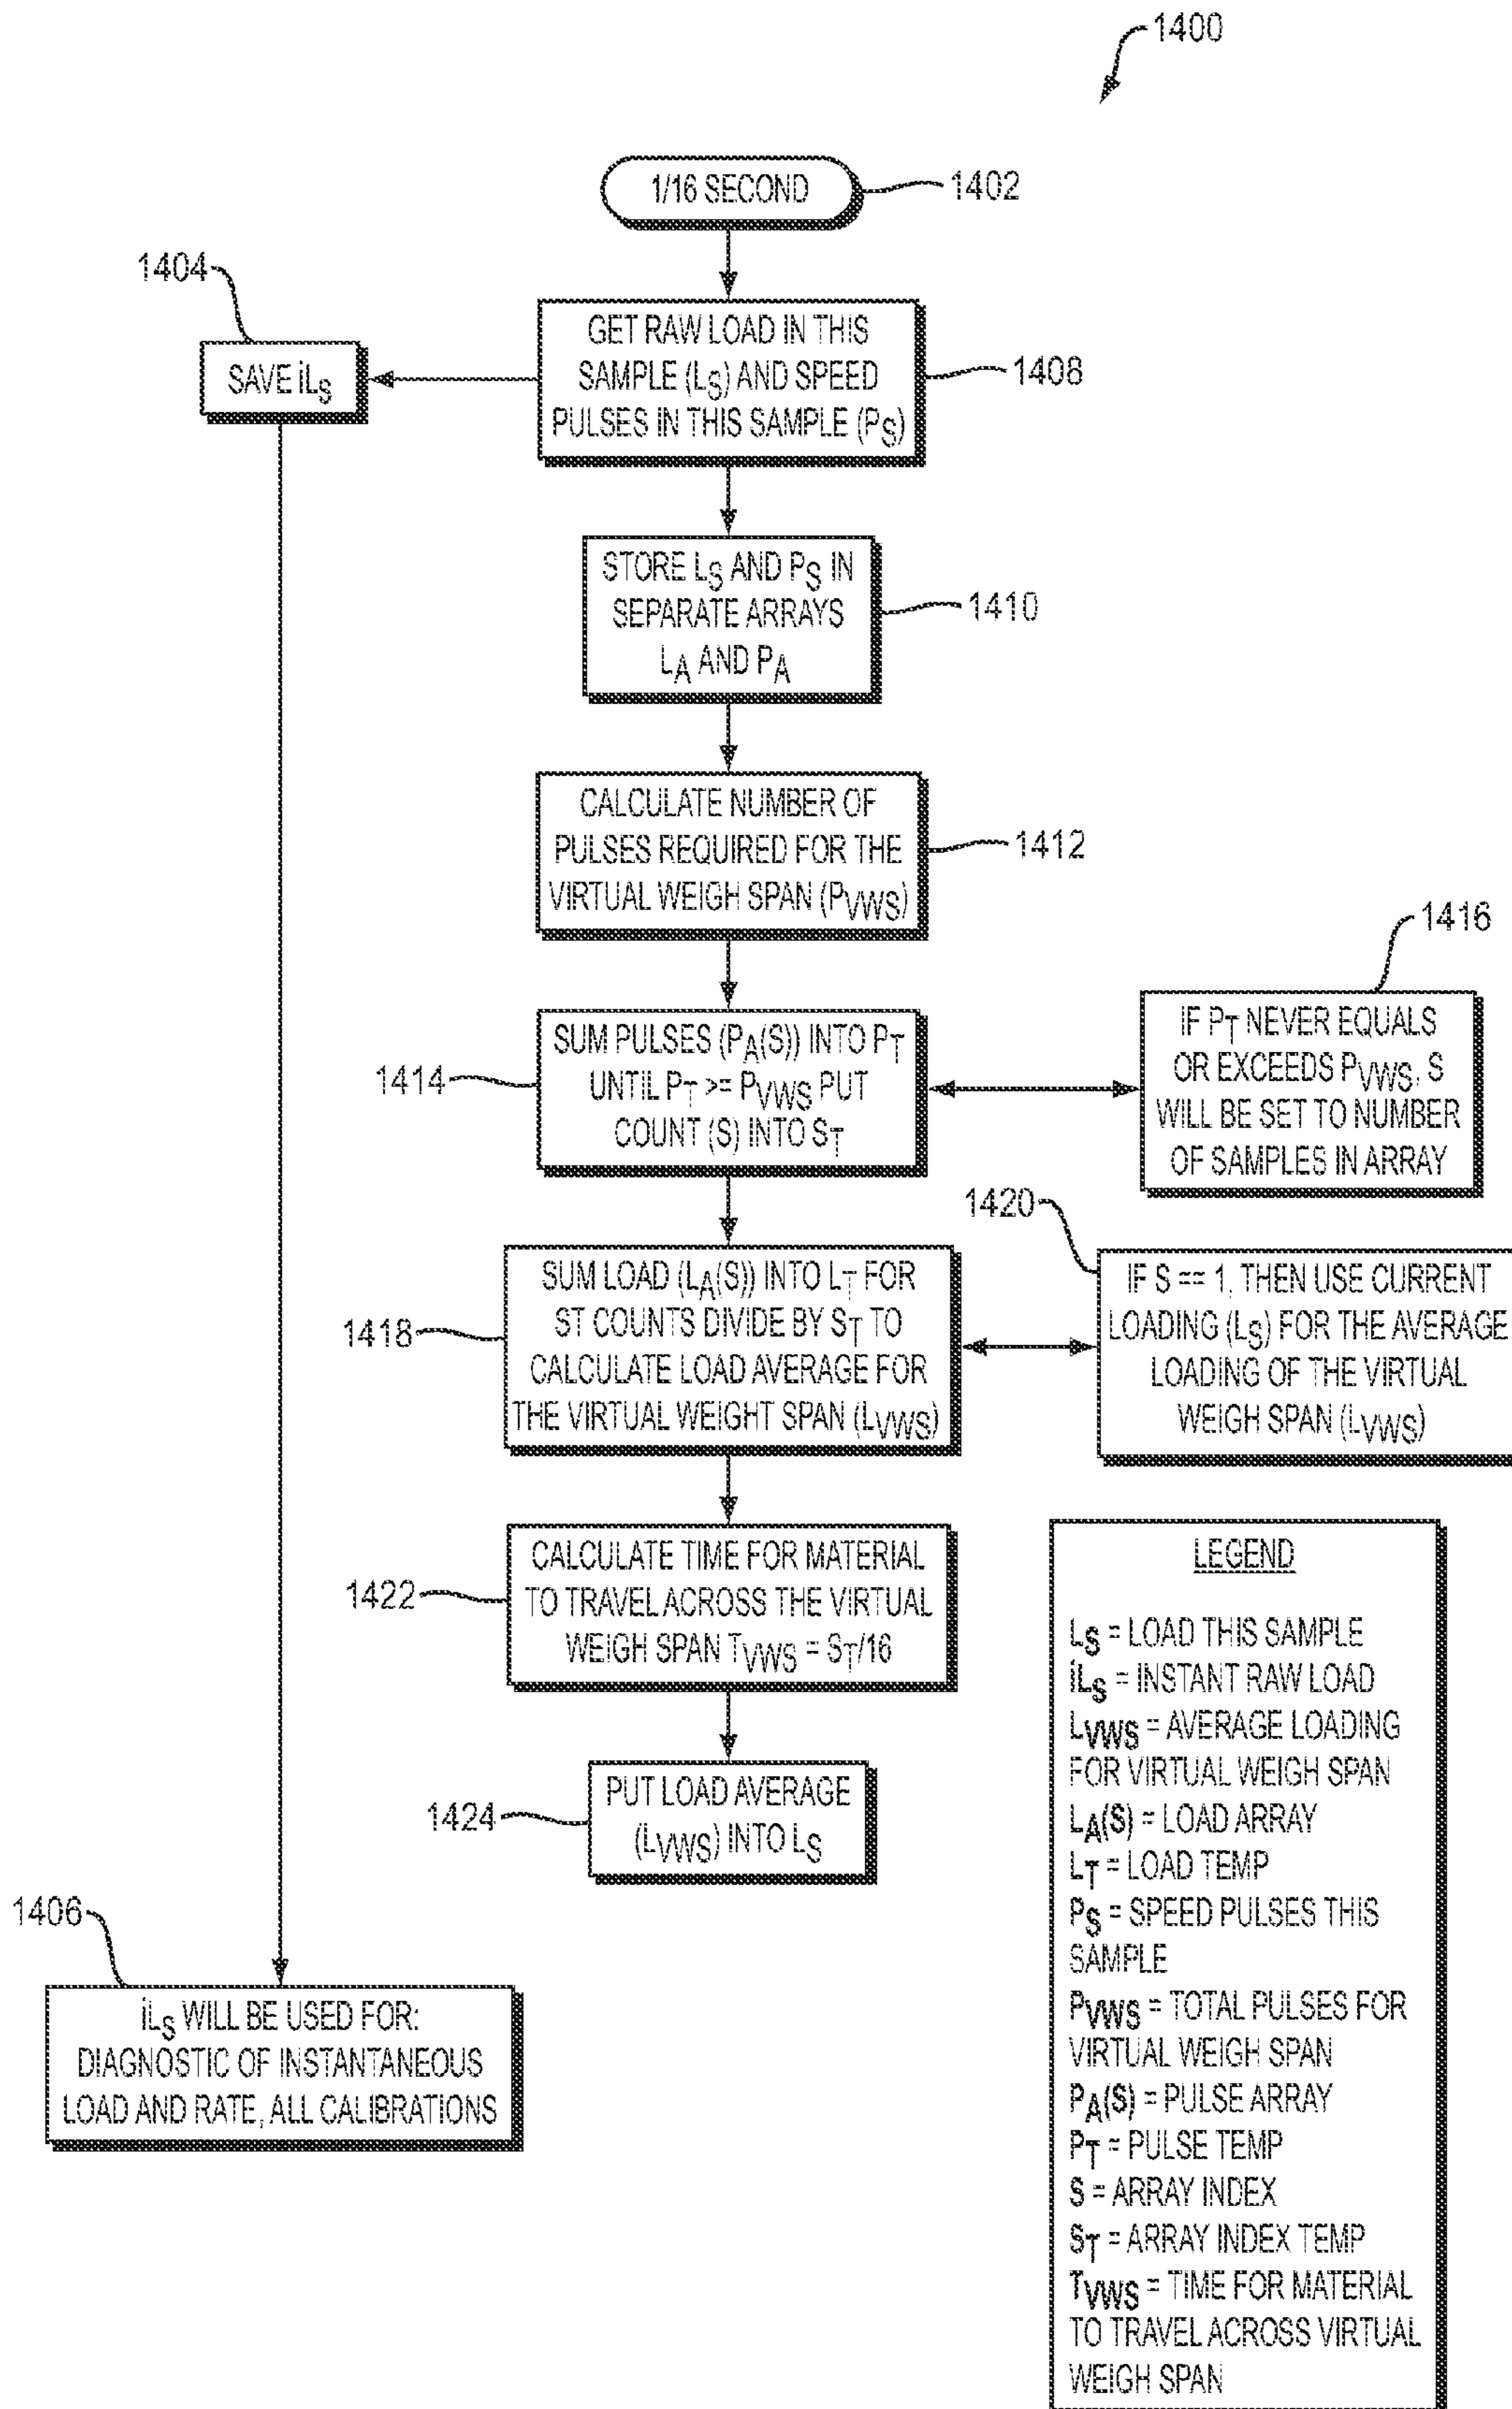 1400
1/16 SECOND
1402
1404
SAVE iLS
GET RAW LOAD IN THIS
SAMPLE (LS) AND SPEED
PULSES IN THIS SAMPLE (PS)
1408
STORE LS AND PS IN
SEPARATE ARRAYS
LA AND PA
1410
CALCULATE NUMBER OF
PULSES REQUIRED FOR THE
VIRTUAL WEIGH SPAN (PVWS)
1412
1414
SUM PULSES (PA(S)) INTO PT
UNTIL PT >= PVWS PUT
COUNT (S) INTO ST
1416
IF PT NEVER EQUALS
OR EXCEEDS PVWS, S
WILL BE SET TO NUMBER
OF SAMPLES IN ARRAY
1418
SUM LOAD (LA(S)) INTO LT FOR
ST COUNTS DIVIDE BY ST TO
CALCULATE LOAD AVERAGE FOR
THE VIRTUAL WEIGHT SPAN (LVWS)
1420
IF S == 1, THEN USE CURRENT
LOADING (LS) FOR THE AVERAGE
LOADING OF THE VIRTUAL
WEIGH SPAN (LVWS)
1422
CALCULATE TIME FOR MATERIAL
TO TRAVEL ACROSS THE VIRTUAL
WEIGH SPAN TVWS = ST/16
1424
PUT LOAD AVERAGE
(LVWS) INTO LS
1406
iLS WILL BE USED FOR:
DIAGNOSTIC OF INSTANTANEOUS
LOAD AND RATE, ALL CALIBRATIONS
LEGEND
LS = LOAD THIS SAMPLE
iLS = INSTANT RAW LOAD
LVWS = AVERAGE LOADING
FOR VIRTUAL WEIGH SPAN
LA(S) = LOAD ARRAY
LT = LOAD TEMP
PS = SPEED PULSES THIS
SAMPLE
PVWS = TOTAL PULSES FOR
VIRTUAL WEIGH SPAN
PA(S) = PULSE ARRAY
PT = PULSE TEMP
S = ARRAY INDEX
ST = ARRAY INDEX TEMP
TVWS = TIME FOR MATERIAL
TO TRAVEL ACROSS VIRTUAL
WEIGH SPAN